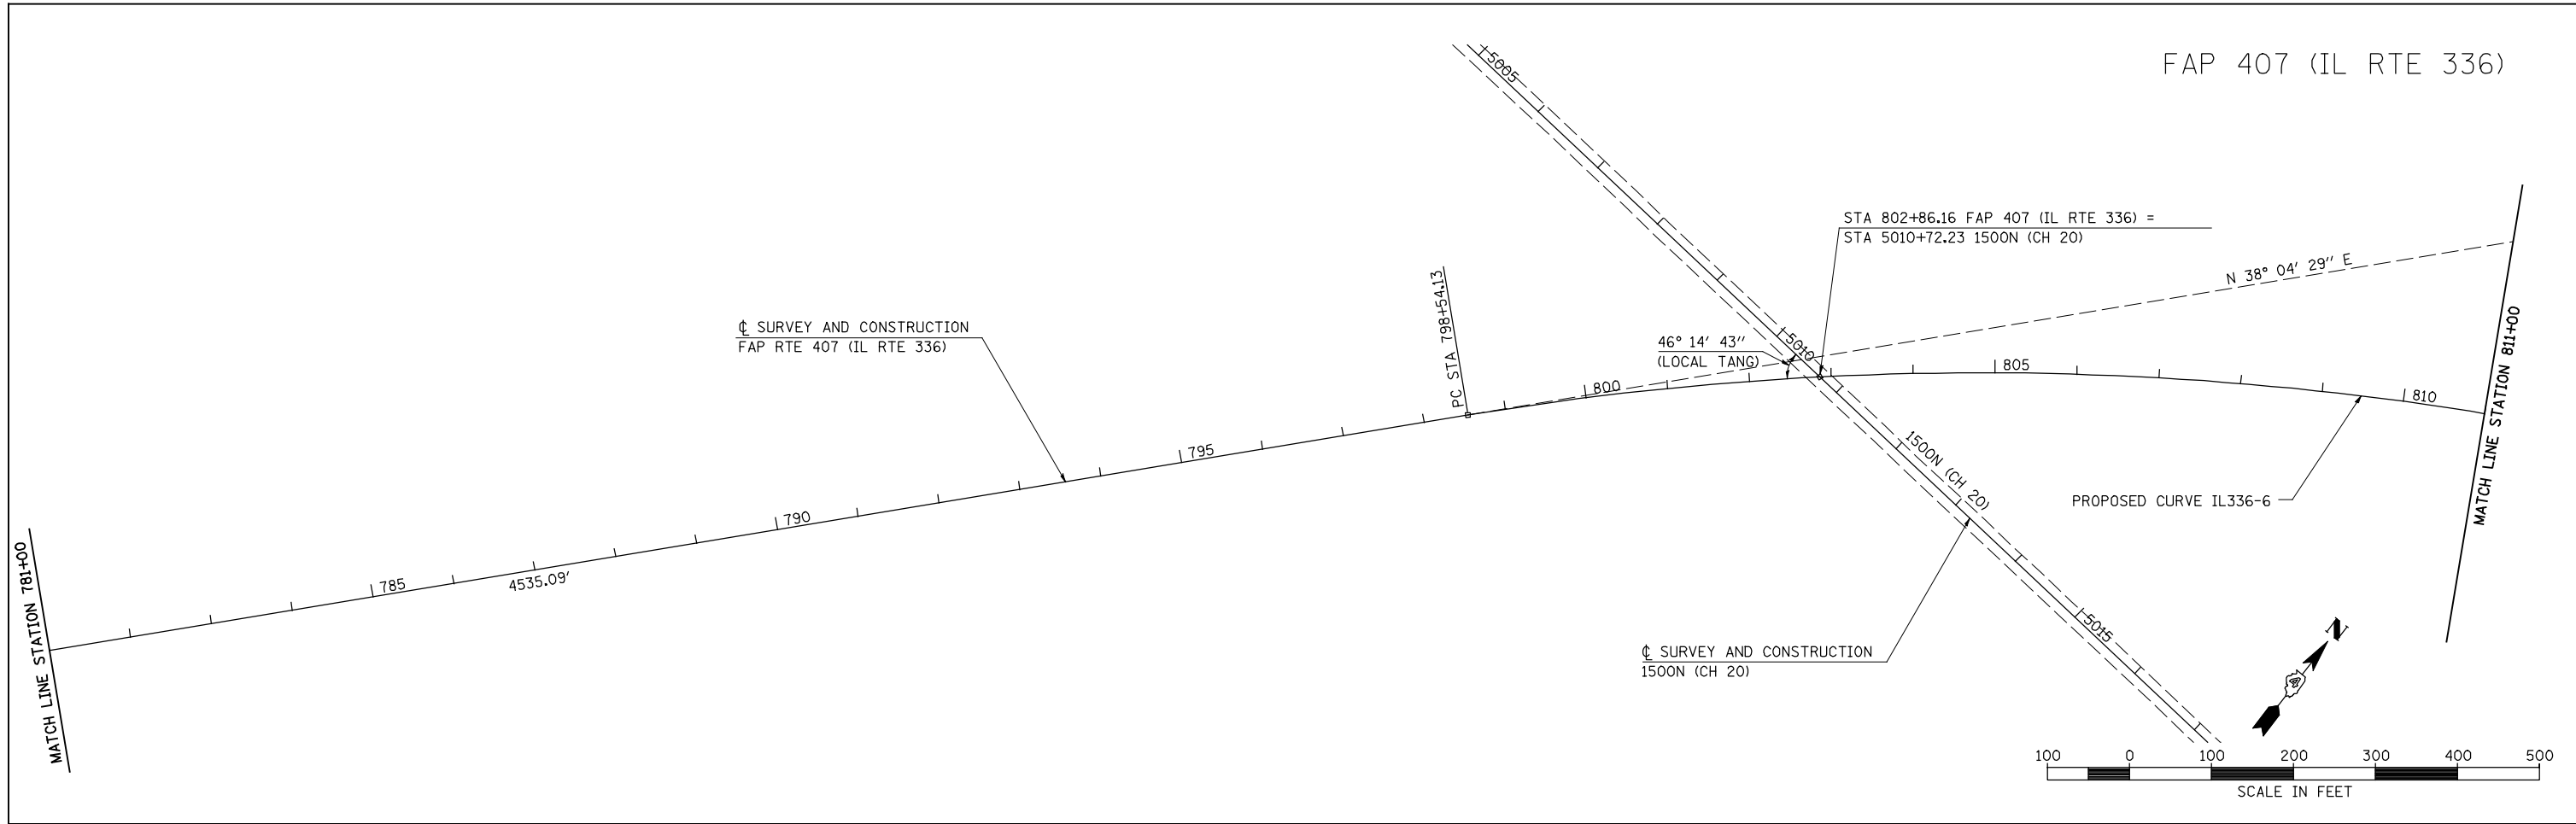 FAP 407 (IL RTE 336)
5005
STA 802+86.16 FAP 407 (IL RTE 336) =
STA 5010+72.23 1500N (CH 20)
N 38° 04' 29" E
PC STA 798+54.13
℄ SURVEY AND CONSTRUCTION
FAP RTE 407 (IL RTE 336)
46° 14' 43"
(LOCAL TANG)
5010
800
805
810
MATCH LINE STATION 811+00
795
790
785
4535.09'
1500N (CH 20)
PROPOSED CURVE IL336-6
MATCH LINE STATION 781+00
5015
℄ SURVEY AND CONSTRUCTION
1500N (CH 20)
N
100 0 100 200 300 400 500
SCALE IN FEET